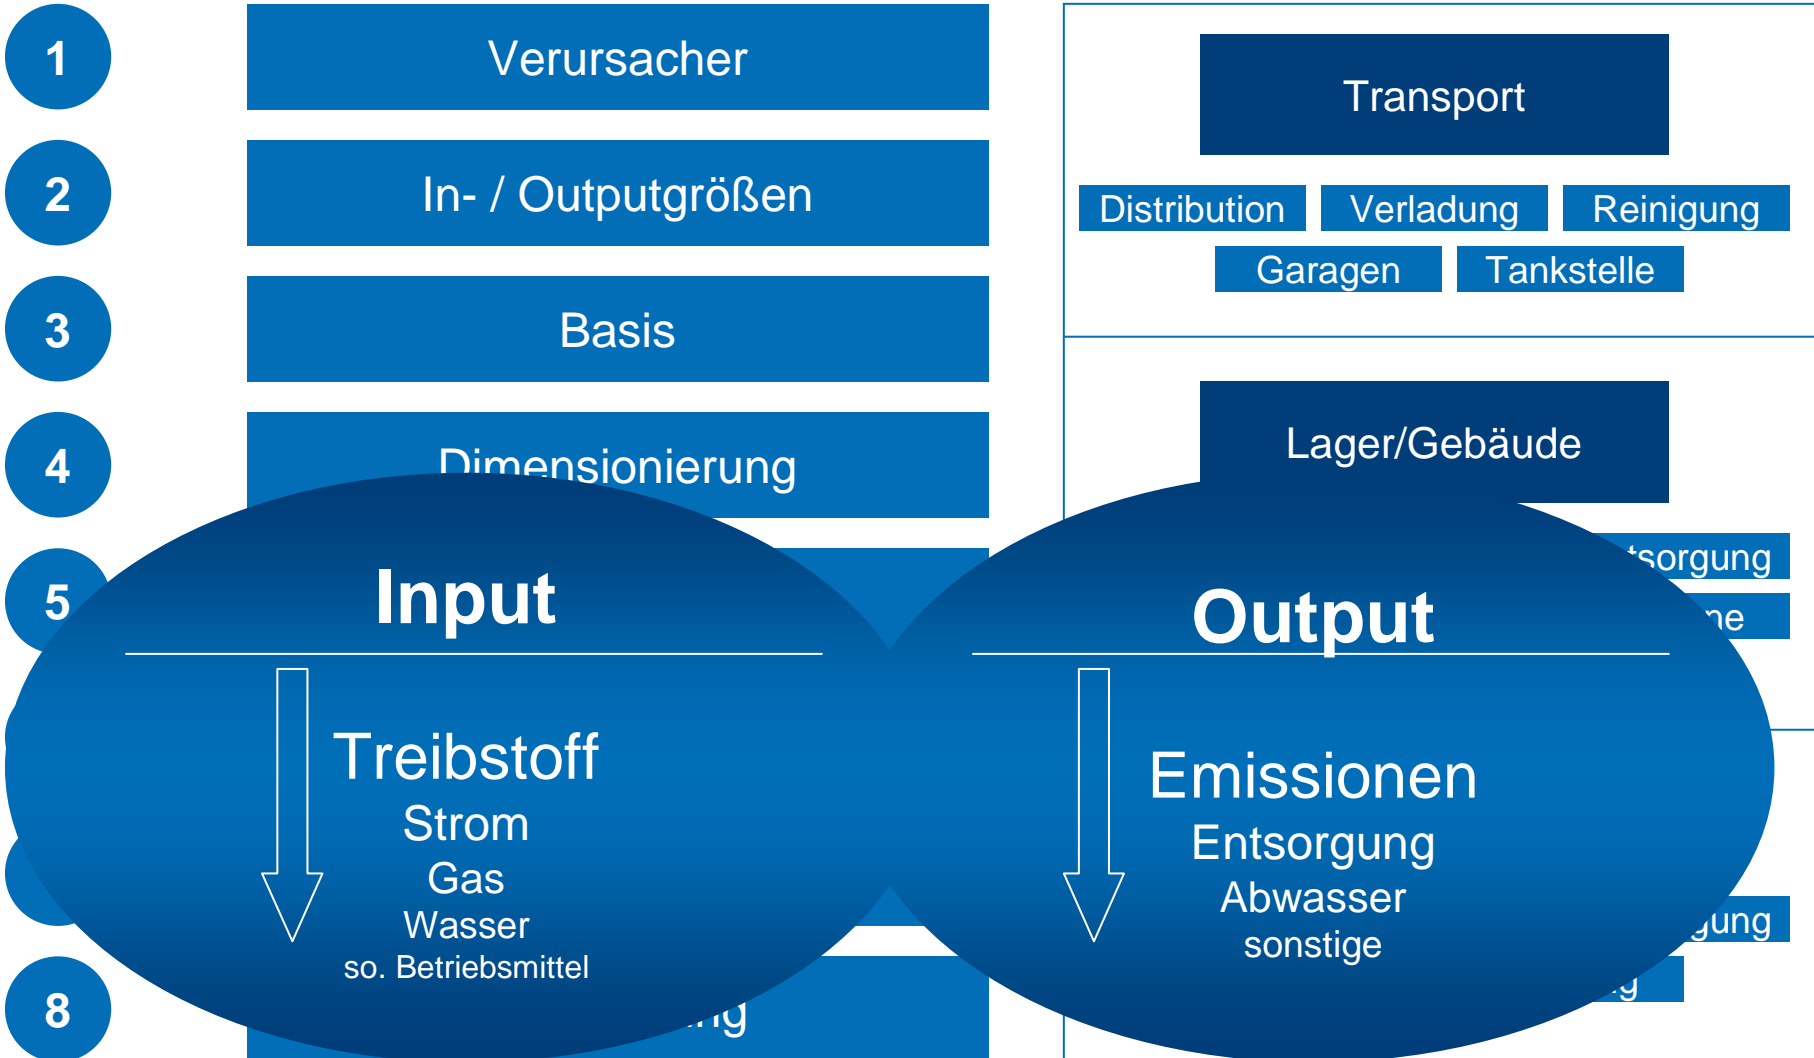 1
Verursacher
2
In- / Outputgrößen
3
Basis
4
Dimensionierung
5
8
Transport
Distribution Verladung Reinigung
Garagen Tankstelle
Lager/Gebäude
Input
Treibstoff
Strom
Gas
Wasser
so. Betriebsmittel
Output
Emissionen
Entsorgung
Abwasser
sonstige